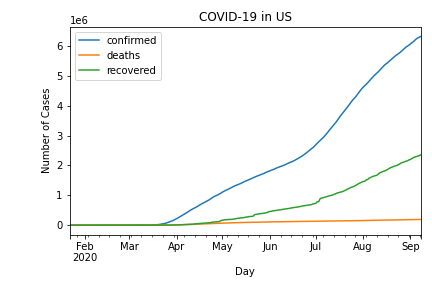 COVID-19 in US
1e6
confirmed
deaths
recovered
6
5
4
3
2
1
0
Number of Cases
Feb Mar Apr May Jun Jul Aug Sep
2020
Day